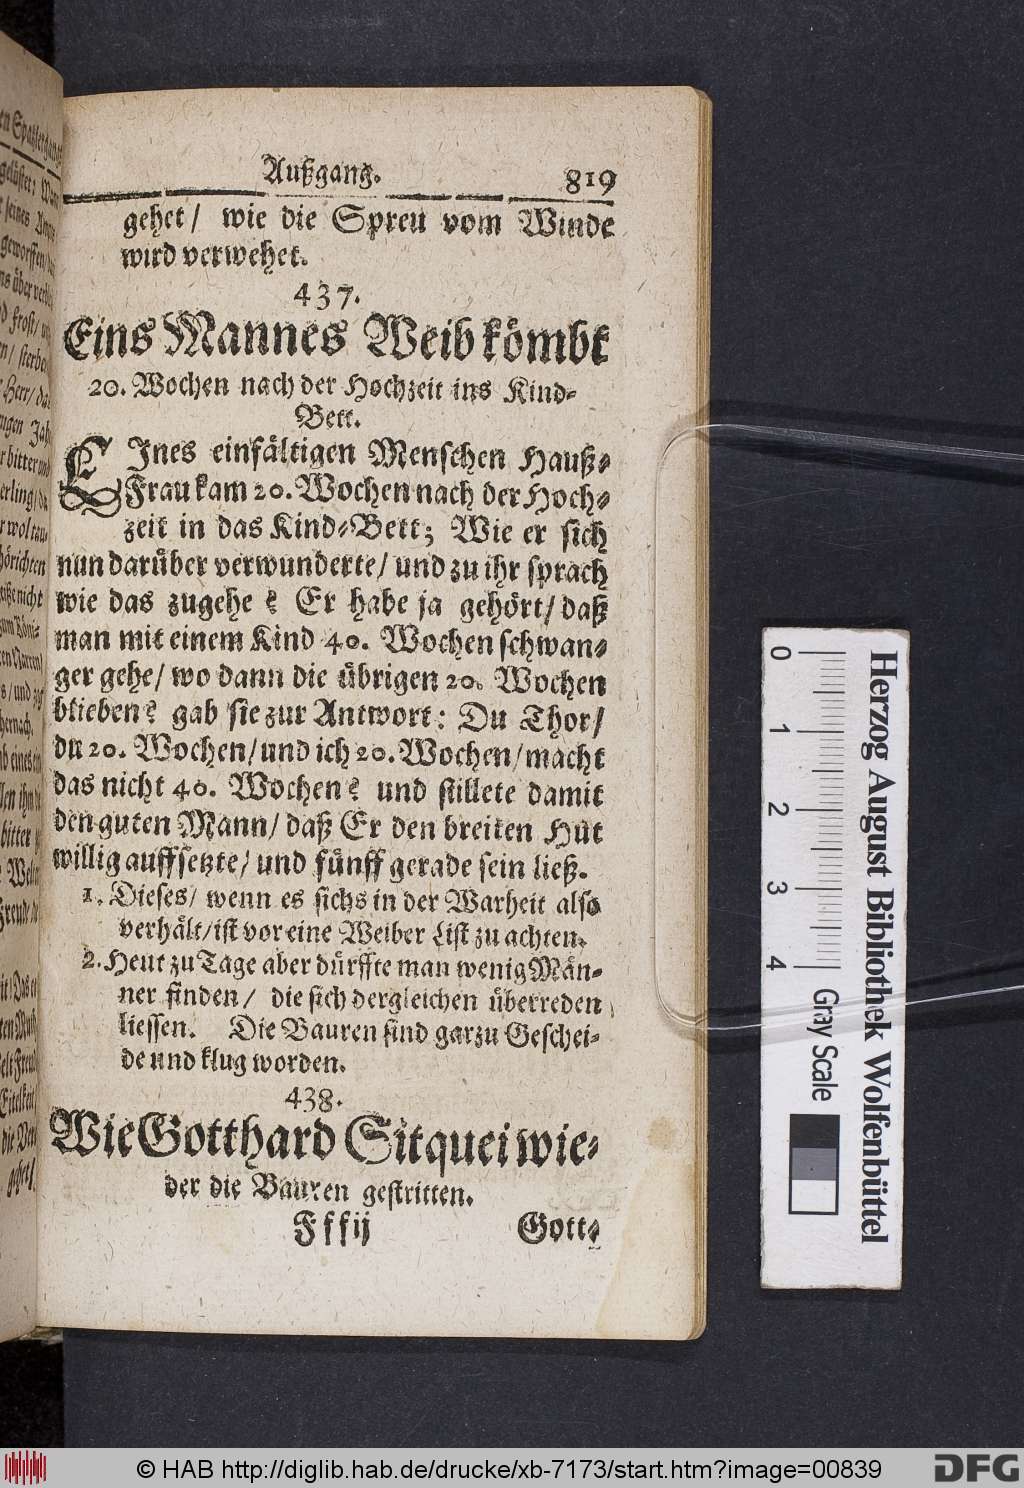 Außgang. 819
gehet/ wie die Spreu vom Winde
wird verwehet.
437.
Eins Mannes Weib kömbt
20. Wochen nach der Hochzeit ins Kind-
Bett.
EInes einfältigen Menschen Hauß-
Frau kam 20. Wochen nach der Hoch-
zeit in das Kind-Bett; Wie er sich
nun darüber verwunderte/ und zu ihr sprach
wie das zugehe? Er habe ja gehört/ daß
man mit einem Kind 40. Wochen schwan-
ger gehe/ wo dann die übrigen 20. Wochen
blieben? gab sie zur Antwort: Du Thor/
du 20. Wochen/ und ich 20. Wochen/ macht
das nicht 40. Wochen? und stillete damit
den guten Mann/ daß Er den breiten Hut
willig auffsetzte/ und fünff gerade sein ließ.
1. Dieses/ wenn es sichs in der Warheit also
verhält/ ist vor eine Weiber List zu achten.
2. Heut zu Tage aber dürffte man wenig Män-
ner finden/ die sich dergleichen überreden
liessen. Die Bauren sind gar zu Geschei-
de und klug worden.
438.
Wie Gotthard Sitquei wie-
der die Bauren gestritten.
Fffij Gott-
0 1 2 3 4
Gray Scale
Herzog August Bibliothek Wolfenbüttel
© HAB http://diglib.hab.de/drucke/xb-7173/start.htm?image=00839
DFG